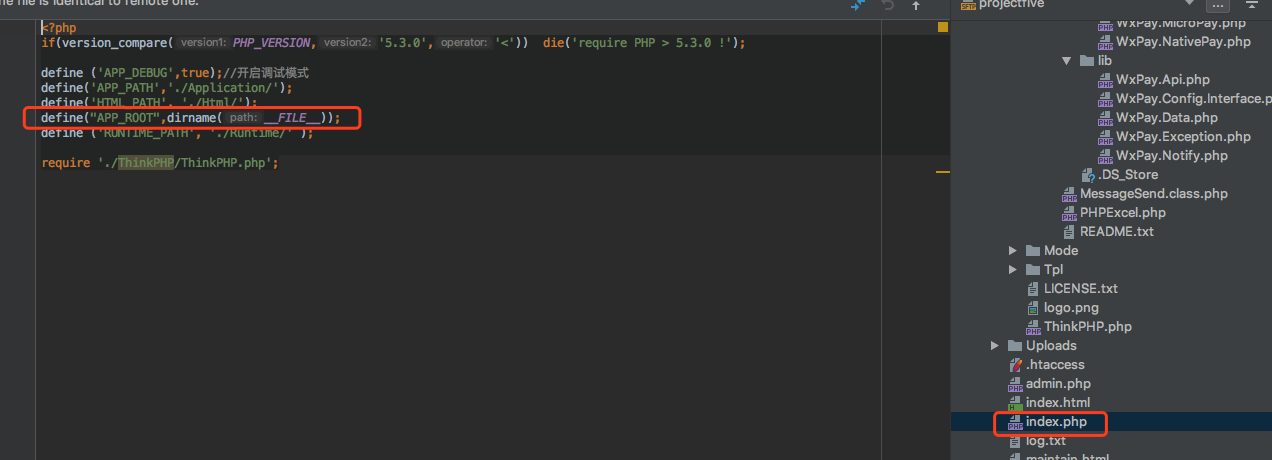 he file is identical to remote one.
<?php
if(version_compare( version1: PHP_VERSION, version2: '5.3.0', operator: '<')) die('require PHP > 5.3.0 !');
define ('APP_DEBUG',true);//开启调试模式
define('APP_PATH','./Application/');
define('HTML_PATH', './Html/');
define("APP_ROOT",dirname( path: __FILE__));
define ('RUNTIME_PATH', './Runtime/' );
require './ThinkPHP/ThinkPHP.php';
SFTP projectfive
...
WxPay.MicroPay.php
WxPay.NativePay.php
lib
WxPay.Api.php
WxPay.Config.Interface.p
WxPay.Data.php
WxPay.Exception.php
WxPay.Notify.php
.DS_Store
MessageSend.class.php
PHPExcel.php
README.txt
Mode
Tpl
LICENSE.txt
logo.png
ThinkPHP.php
Uploads
.htaccess
admin.php
index.html
index.php
log.txt
maintain.html